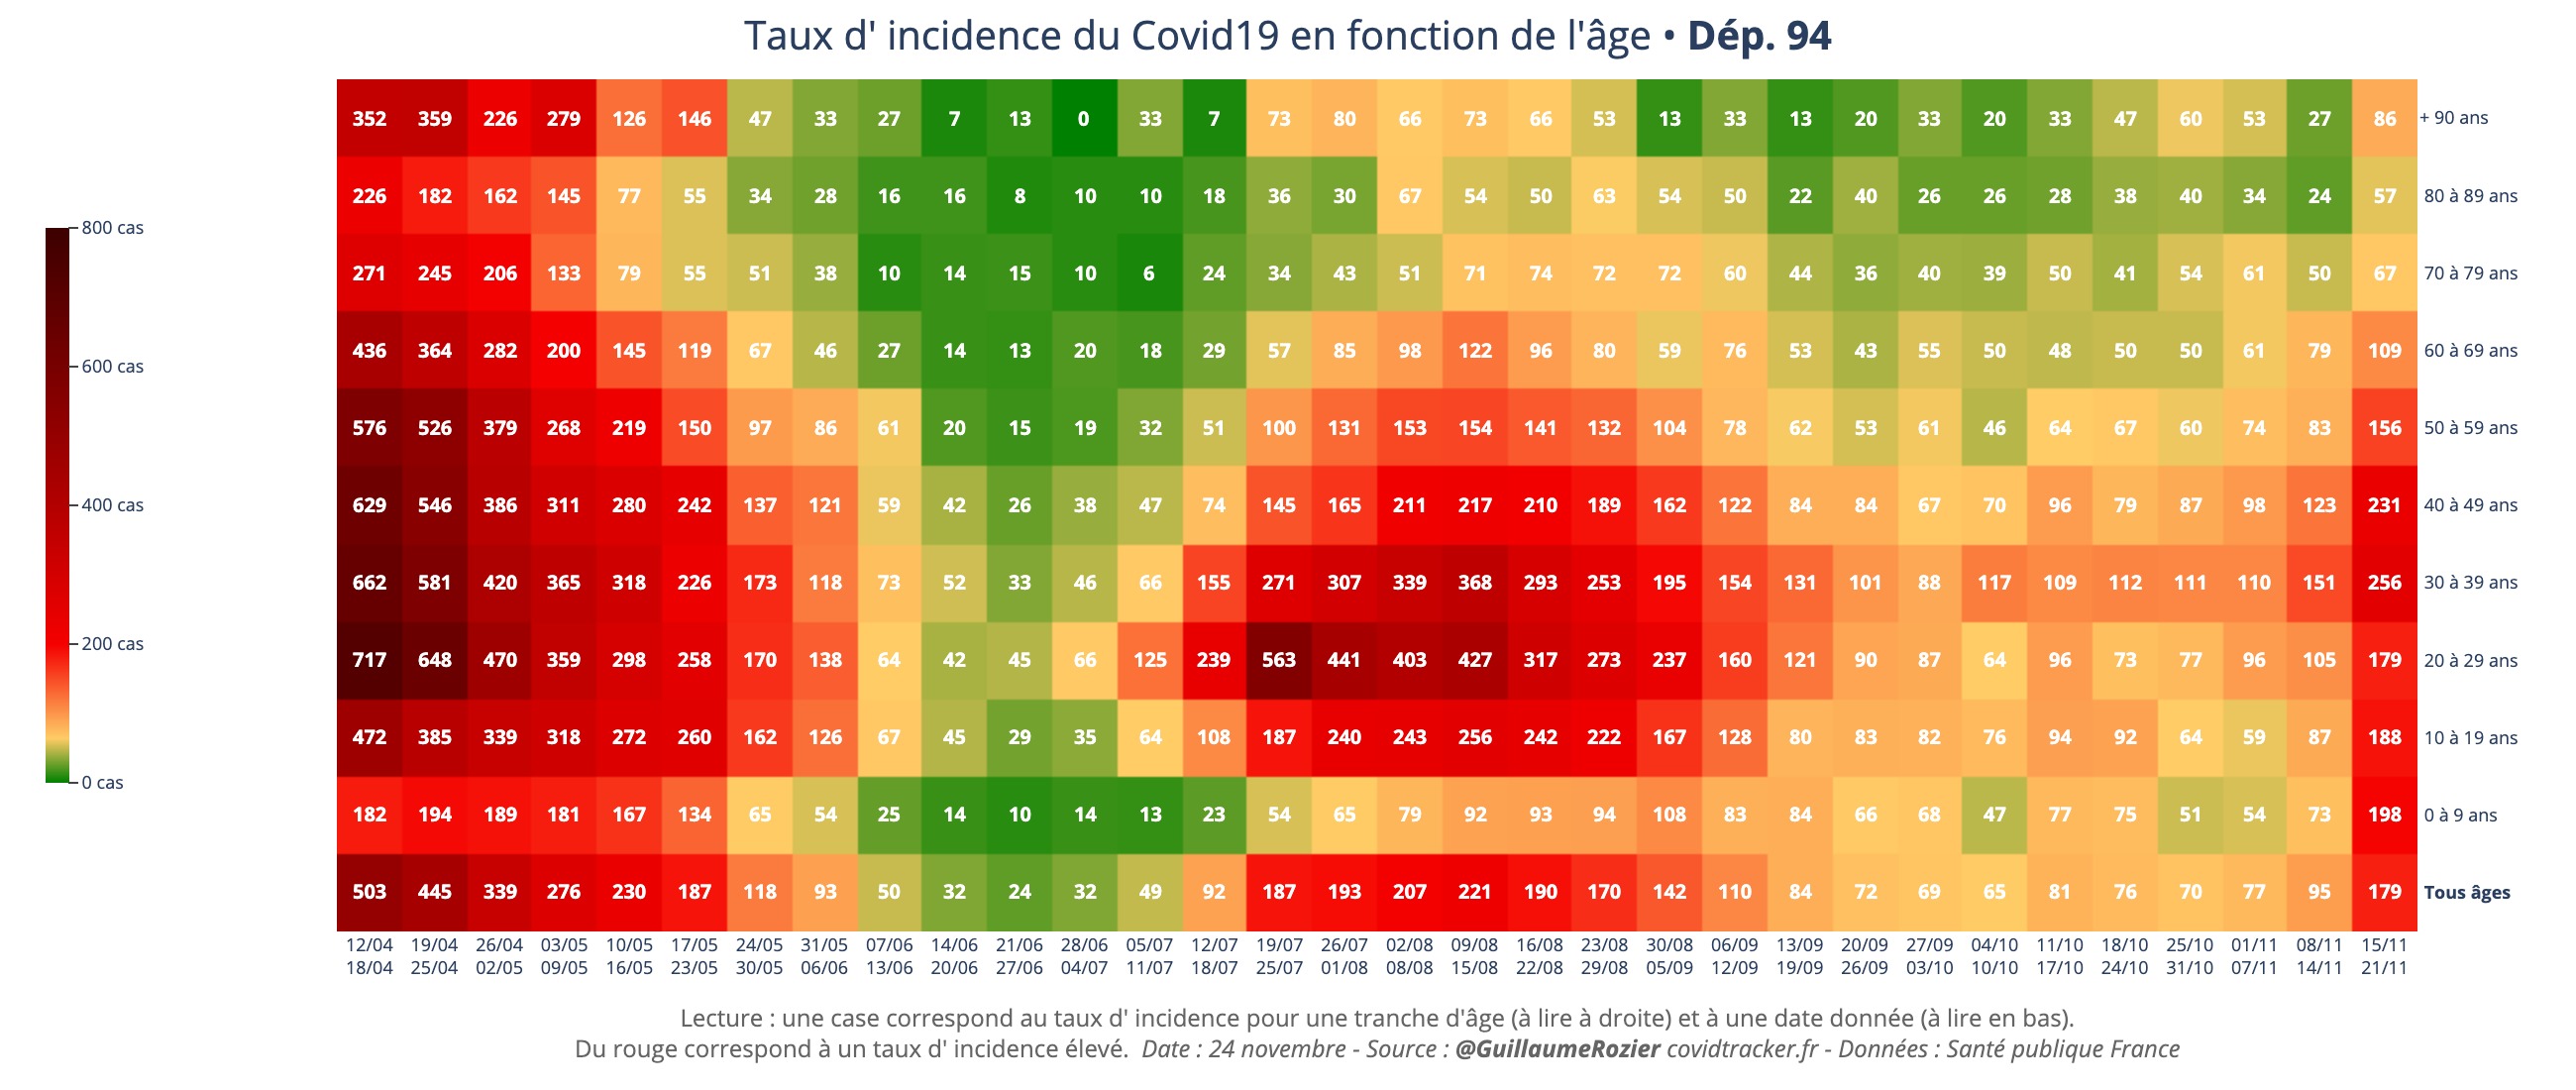 Taux d' incidence du Covid19 en fonction de l'âge • Dép. 94
800 cas
600 cas
400 cas
200 cas
0 cas
352 359 226 279 126 146 47 33 27 7 13 0 33 7 73 80 66 73 66 53 13 33 13 20 33 20 33 47 60 53 27 86 + 90 ans
226 182 162 145 77 55 34 28 16 16 8 10 10 18 36 30 67 54 50 63 54 50 22 40 26 26 28 38 40 34 24 57 80 à 89 ans
271 245 206 133 79 55 51 38 10 14 15 10 6 24 34 43 51 71 74 72 72 60 44 36 40 39 50 41 54 61 50 67 70 à 79 ans
436 364 282 200 145 119 67 46 27 14 13 20 18 29 57 85 98 122 96 80 59 76 53 43 55 50 48 50 50 61 79 109 60 à 69 ans
576 526 379 268 219 150 97 86 61 20 15 19 32 51 100 131 153 154 141 132 104 78 62 53 61 46 64 67 60 74 83 156 50 à 59 ans
629 546 386 311 280 242 137 121 59 42 26 38 47 74 145 165 211 217 210 189 162 122 84 84 67 70 96 79 87 98 123 231 40 à 49 ans
662 581 420 365 318 226 173 118 73 52 33 46 66 155 271 307 339 368 293 253 195 154 131 101 88 117 109 112 111 110 151 256 30 à 39 ans
717 648 470 359 298 258 170 138 64 42 45 66 125 239 563 441 403 427 317 273 237 160 121 90 87 64 96 73 77 96 105 179 20 à 29 ans
472 385 339 318 272 260 162 126 67 45 29 35 64 108 187 240 243 256 242 222 167 128 80 83 82 76 94 92 64 59 87 188 10 à 19 ans
182 194 189 181 167 134 65 54 25 14 10 14 13 23 54 65 79 92 93 94 108 83 84 66 68 47 77 75 51 54 73 198 0 à 9 ans
503 445 339 276 230 187 118 93 50 32 24 32 49 92 187 193 207 221 190 170 142 110 84 72 69 65 81 76 70 77 95 179 Tous âges
12/04 19/04 26/04 03/05 10/05 17/05 24/05 31/05 07/06 14/06 21/06 28/06 05/07 12/07 19/07 26/07 02/08 09/08 16/08 23/08 30/08 06/09 13/09 20/09 27/09 04/10 11/10 18/10 25/10 01/11 08/11 15/11
18/04 25/04 02/05 09/05 16/05 23/05 30/05 06/06 13/06 20/06 27/06 04/07 11/07 18/07 25/07 01/08 08/08 15/08 22/08 29/08 05/09 12/09 19/09 26/09 03/10 10/10 17/10 24/10 31/10 07/11 14/11 21/11
Lecture : une case correspond au taux d' incidence pour une tranche d'âge (à lire à droite) et à une date donnée (à lire en bas).
Du rouge correspond à un taux d' incidence élevé. Date : 24 novembre - Source : @GuillaumeRozier covidtracker.fr - Données : Santé publique France